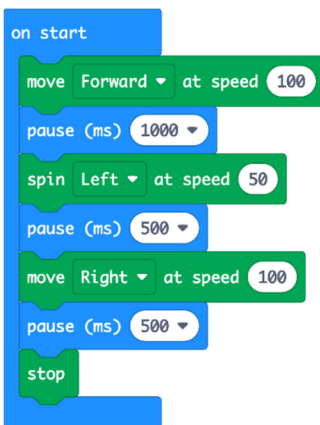 on start
move Forward at speed 100
pause (ms) 1000
spin Left at speed 50
pause (ms) 500
move Right at speed 100
pause (ms) 500
stop